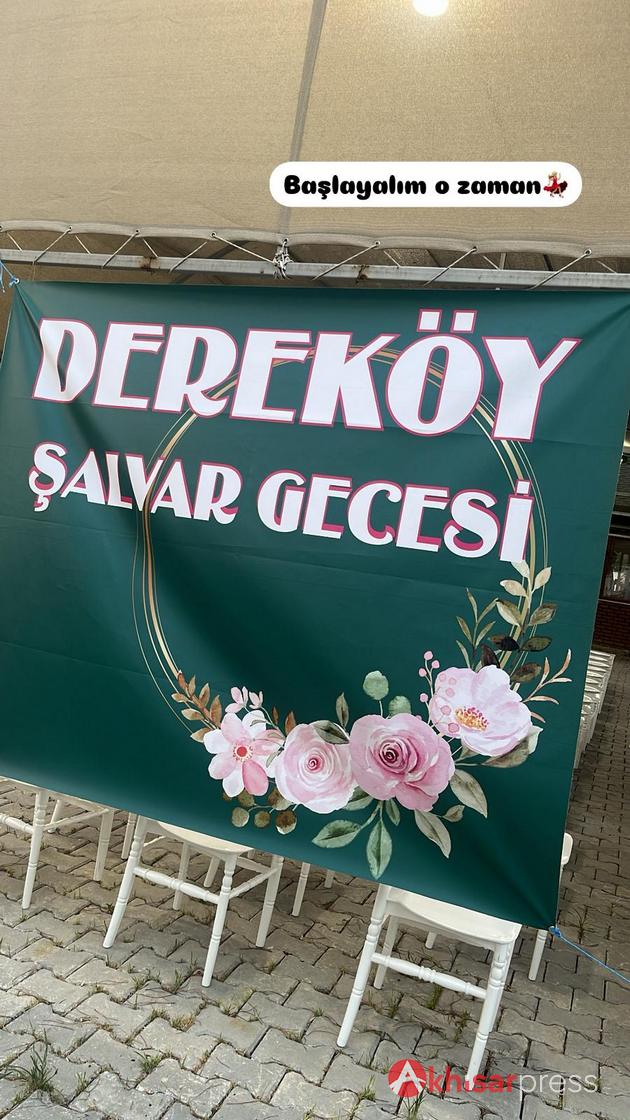 Başlayalım o zaman💃
DEREKÖY
ŞALVAR GECESİ
Akhisarpress